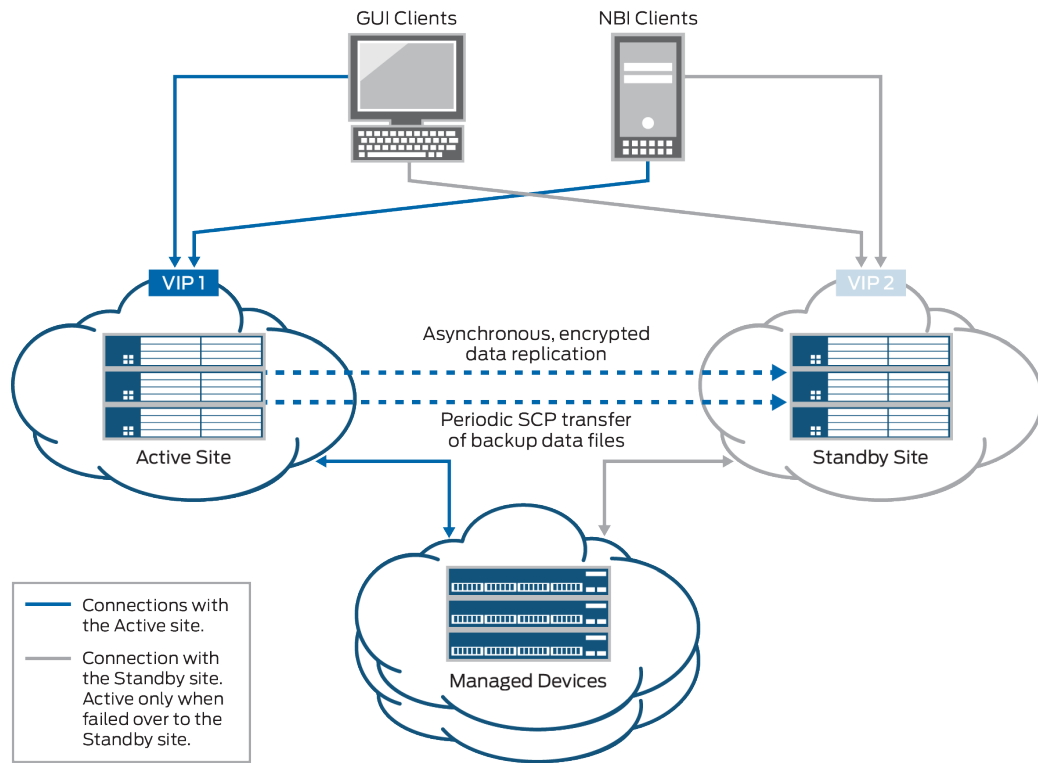 GUI Clients
NBI Clients
VIP 1
VIP 2
Asynchronous, encrypted
data replication
Periodic SCP transfer
of backup data files
Active Site
Standby Site
Managed Devices
Connections with
the Active site.
Connection with
the Standby site.
Active only when
failed over to the
Standby site.